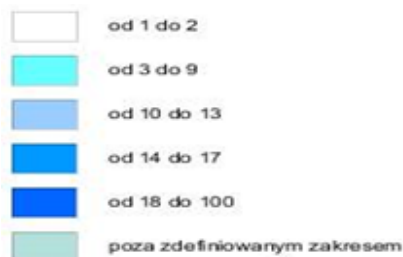 od 1 do 2
od 3 do 9
od 10 do 13
od 14 do 17
od 18 do 100
poza zdefiniowanym zakresem